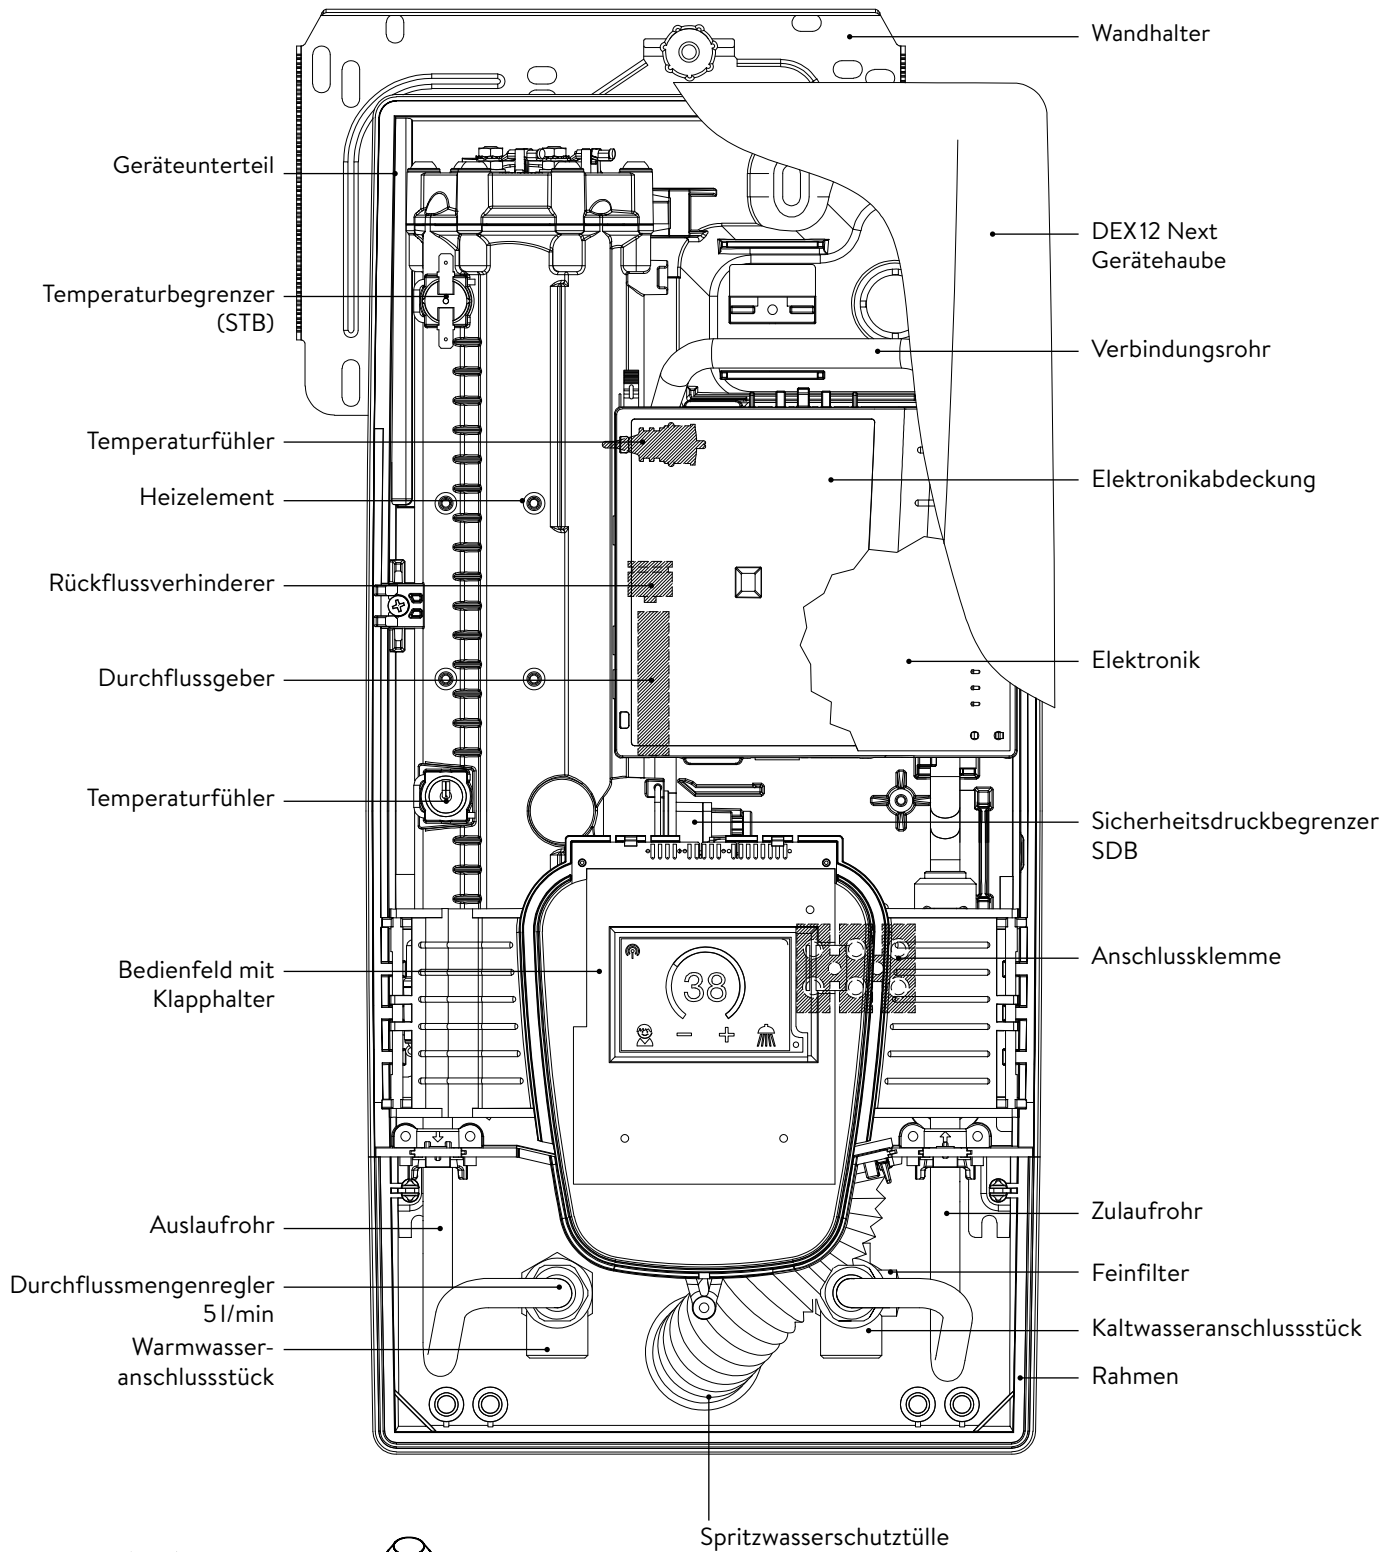 Wandhalter
Geräteunterteil
DEX12 Next
Gerätehaube
Temperaturbegrenzer
(STB)
Verbindungsrohr
Temperaturfühler
Elektronikabdeckung
Heizelement
Rückflussverhinderer
Elektronik
Durchflussgeber
Temperaturfühler
Sicherheitsdruckbegrenzer
SDB
Anschlussklemme
Bedienfeld mit
Klapphalter
38
− +
Auslaufrohr
Zulaufrohr
Durchflussmengenregler
5 l/min
Feinfilter
Warmwasser-
anschlussstück
Kaltwasseranschlussstück
Rahmen
Spritzwasserschutztülle